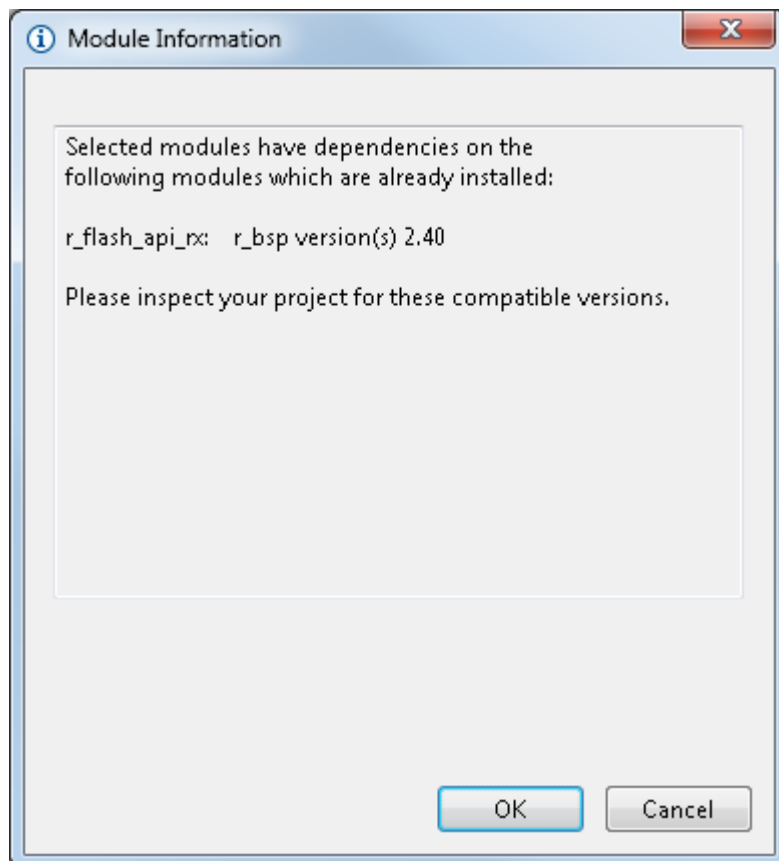 Module Information
Selected modules have dependencies on the
following modules which are already installed:
r_flash_api_rx:   r_bsp version(s) 2.40
Please inspect your project for these compatible versions.
OK
Cancel